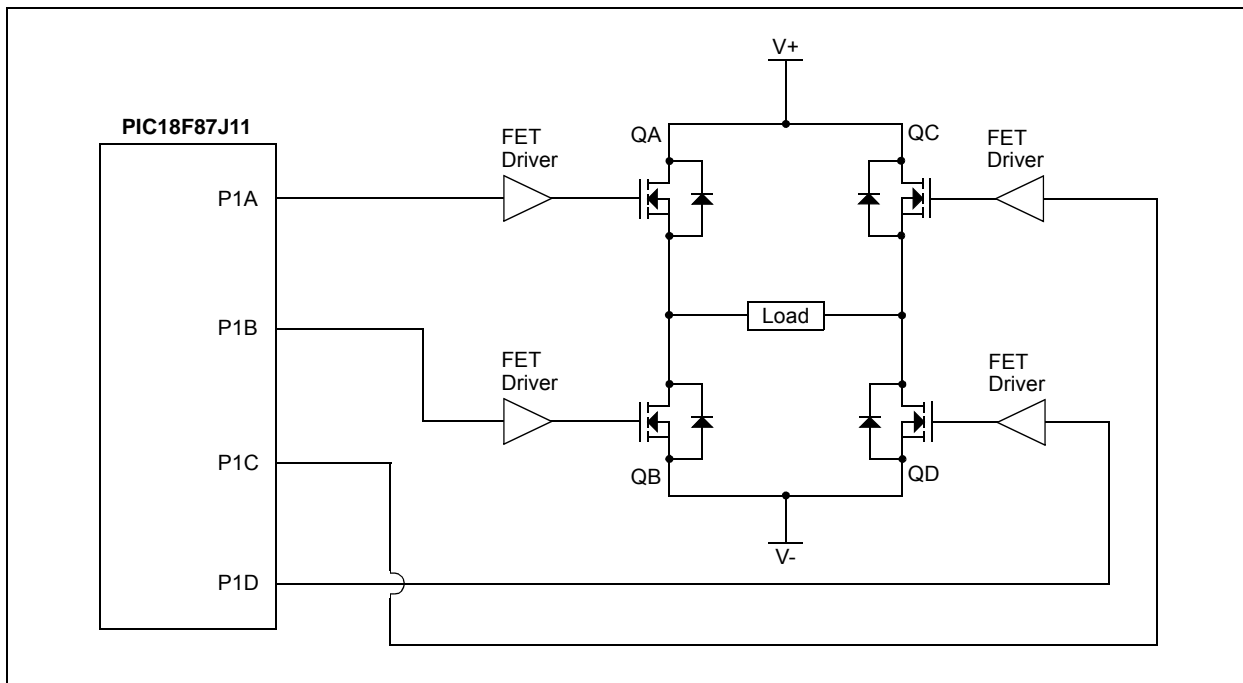 V+
PIC18F87J11
QA
QC
FET
Driver
FET
Driver
P1A
P1B
Load
FET
Driver
FET
Driver
P1C
QB
QD
V-
P1D